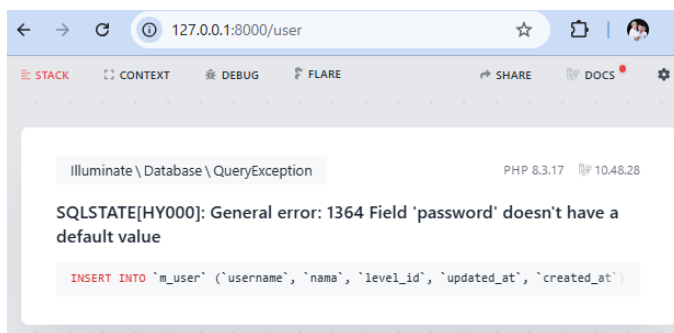 127.0.0.1:8000/user
STACK CONTEXT DEBUG FLARE SHARE DOCS
Illuminate \ Database \ QueryException PHP 8.3.17 10.48.28
SQLSTATE[HY000]: General error: 1364 Field 'password' doesn't have a
default value
INSERT INTO `m_user` (`username`, `nama`, `level_id`, `updated_at`, `created_at`)